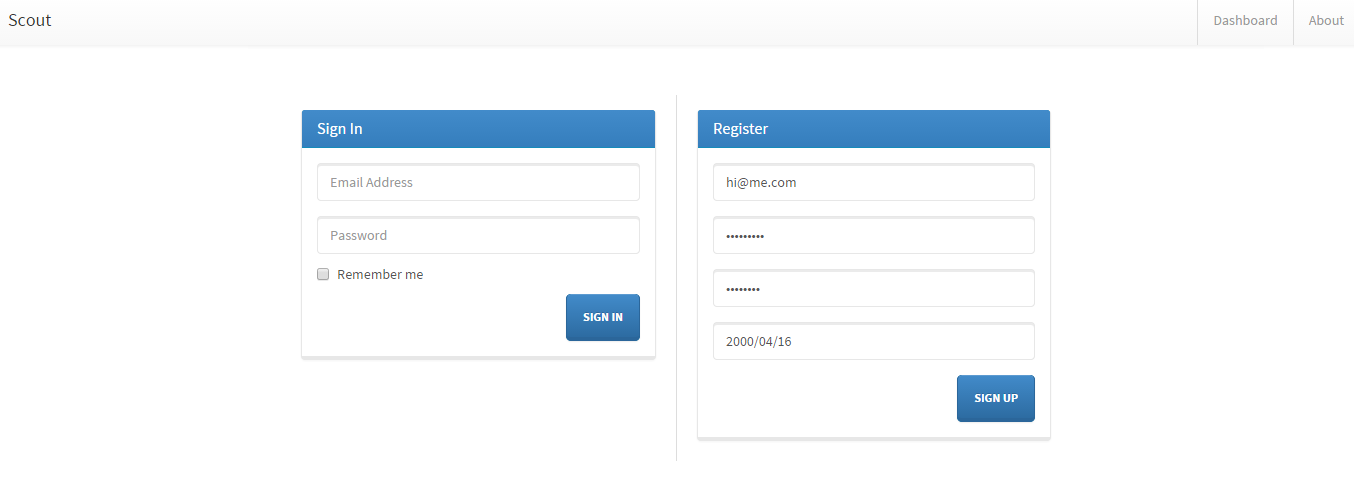 Scout
Dashboard
About
Sign In
Email Address
Password
Remember me
SIGN IN
Register
hi@me.com
•••••••••
••••••••
2000/04/16
SIGN UP